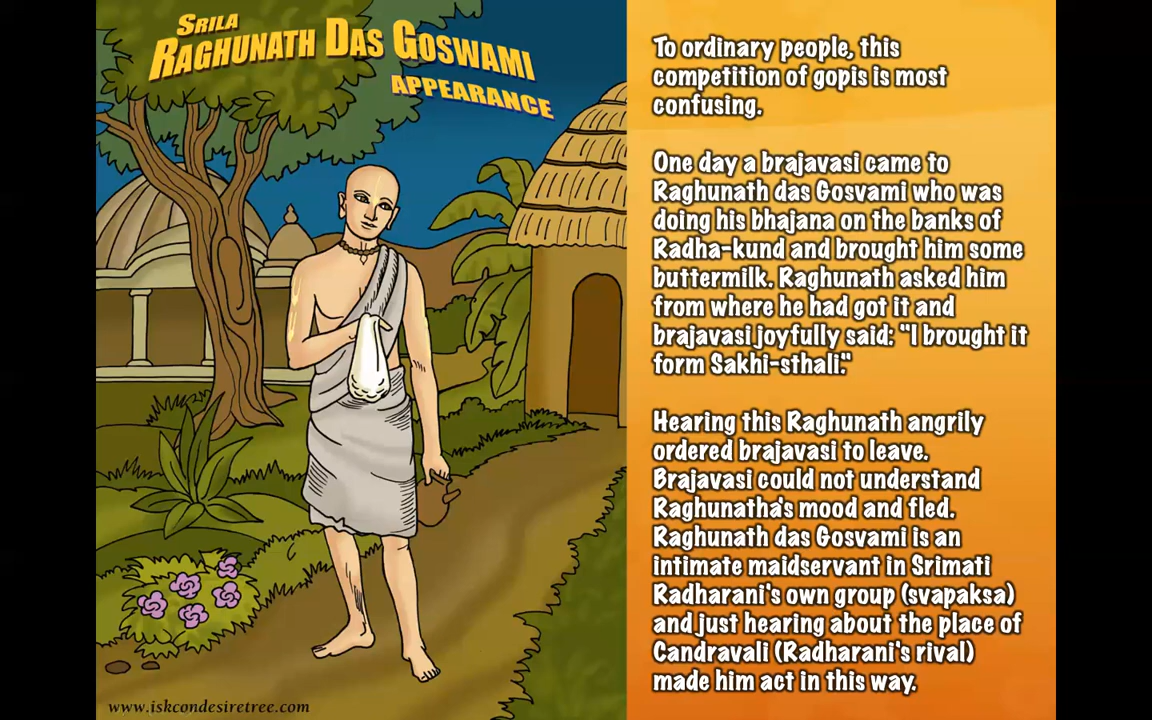 SRILA
RAGHUNATH DAS GOSWAMI
APPEARANCE
To ordinary people, this
competition of gopis is most
confusing.
One day a brajavasi came to
Raghunath das Gosvami who was
doing his bhajana on the banks of
Radha-kund and brought him some
buttermilk. Raghunath asked him
from where he had got it and
brajavasi joyfully said: "I brought it
form Sakhi-sthali."
Hearing this Raghunath angrily
ordered brajavasi to leave.
Brajavasi could not understand
Raghunatha's mood and fled.
Raghunath das Gosvami is an
intimate maidservant in Srimati
Radharani's own group (svapaksa)
and just hearing about the place of
Candravali (Radharani's rival)
made him act in this way.
www.iskcondesiretree.com